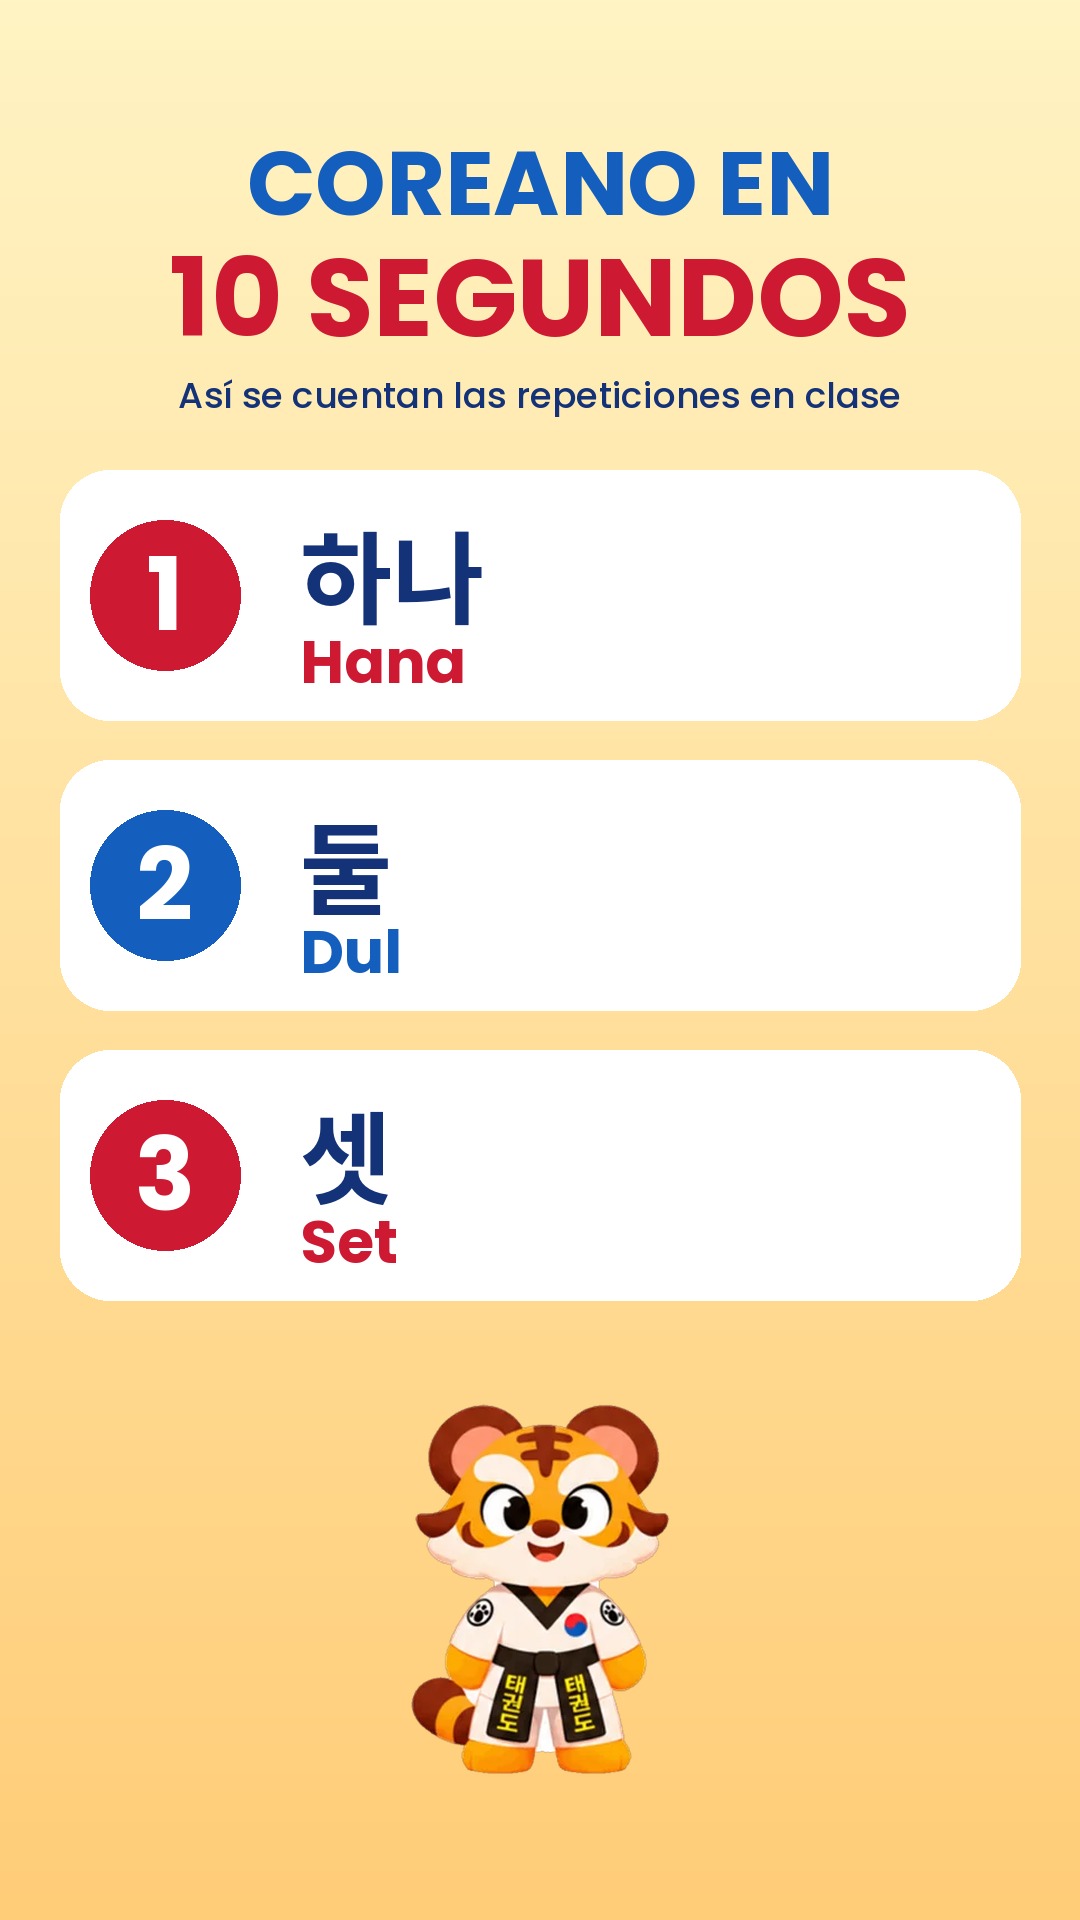 COREANO EN
10 SEGUNDOS
Así se cuentan las repeticiones en clase
1
하나
Hana
2
둘
Dul
3
셋
Set
태권도
태권도